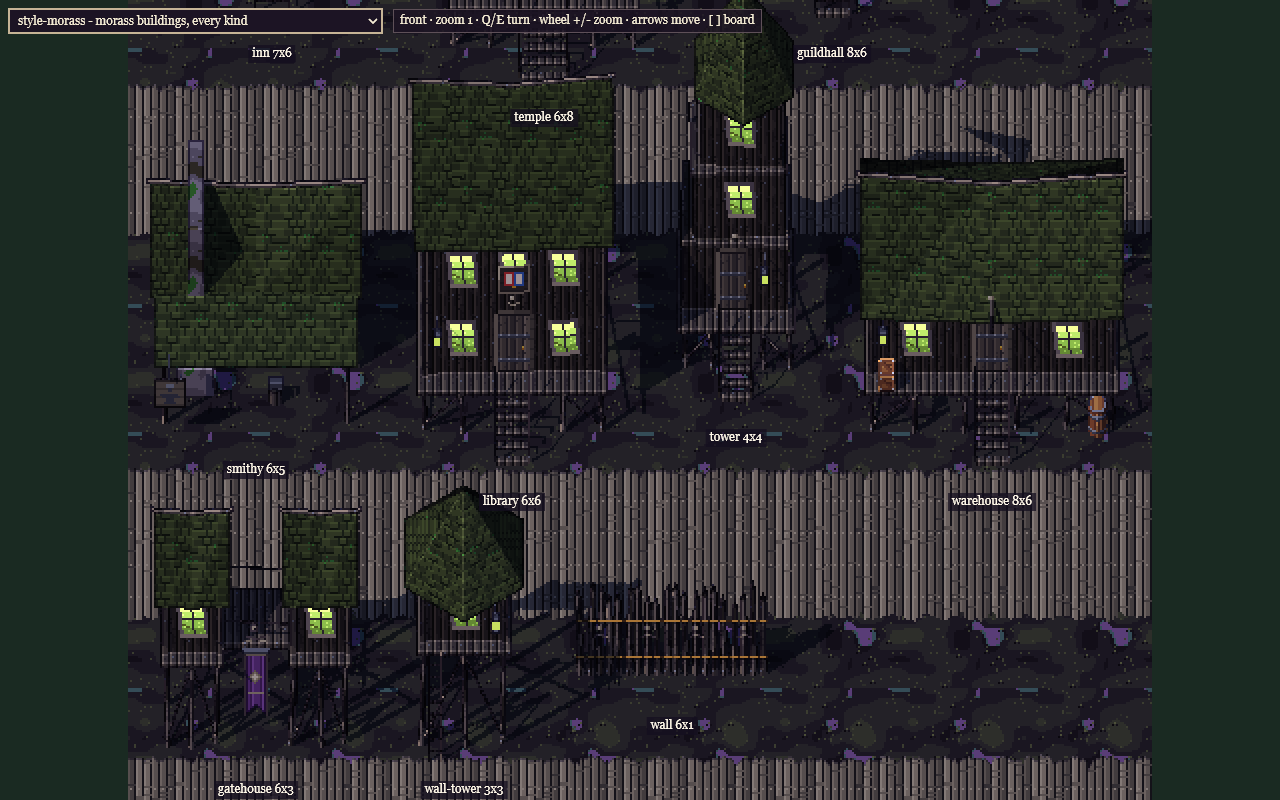 style-morass - morass buildings, every kind
front · zoom 1 · Q/E turn · wheel +/- zoom · arrows move · [ ] board
inn 7x6
guildhall 8x6
temple 6x8
tower 4x4
smithy 6x5
library 6x6
warehouse 8x6
wall 6x1
gatehouse 6x3
wall-tower 3x3